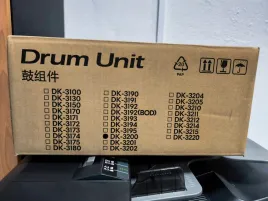 Drum Unit
鼓组件
PAP
□ DK-3100
□ DK-3130
□ DK-3150
□ DK-3170
□ DK-3171
□ DK-3172
□ DK-3173
□ DK-3174
□ DK-3175
□ DK-3180
□ DK-3190
□ DK-3191
□ DK-3192
□ DK-3192(BOD)
□ DK-3193
□ DK-3194
□ DK-3195
● DK-3200
□ DK-3201
□ DK-3202
□ DK-3204
□ DK-3205
□ DK-3210
□ DK-3211
□ DK-3212
□ DK-3214
□ DK-3215
□ DK-3220